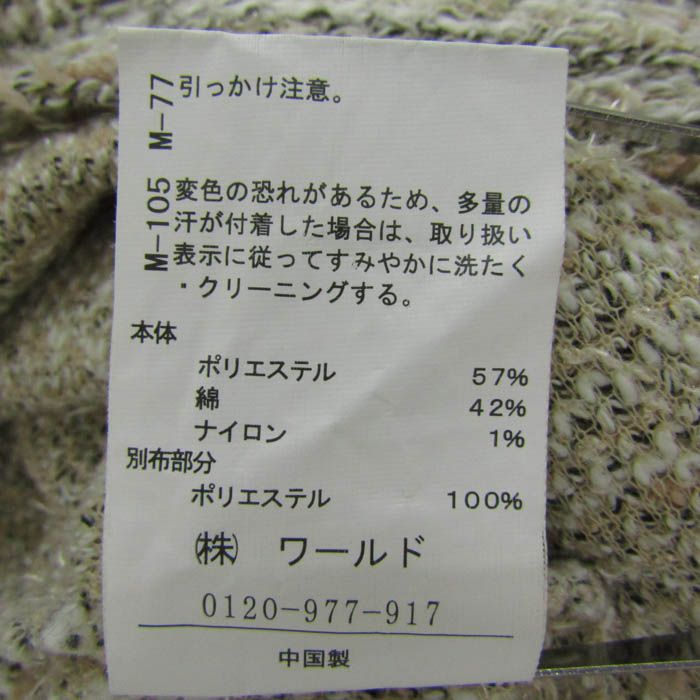 M-77 引っかけ注意。
M-105 変色の恐れがあるため、多量の
汗が付着した場合は、取り扱い
表示に従ってすみやかに洗たく
・クリーニングする。
本体
ポリエステル 57%
綿 42%
ナイロン 1%
別布部分
ポリエステル 100%
㈱ ワールド
0120-977-917
中国製